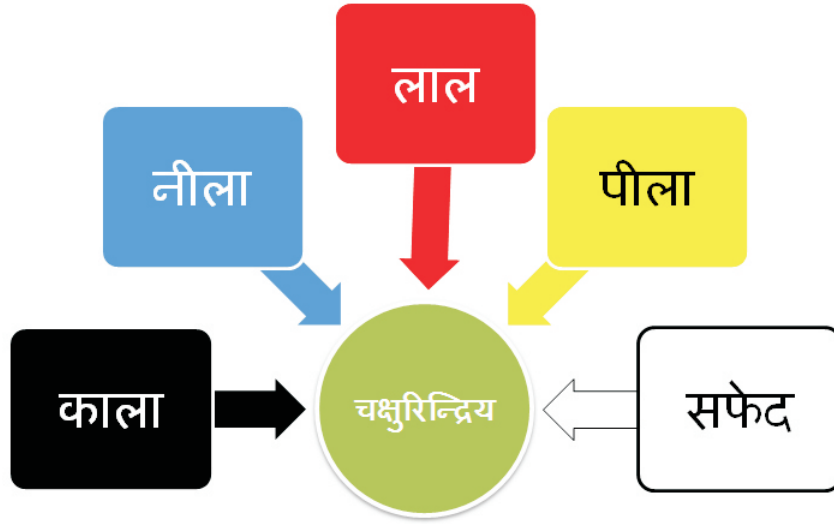 लाल
नीला
पीला
काला
चक्षुरिन्द्रिय
सफेद